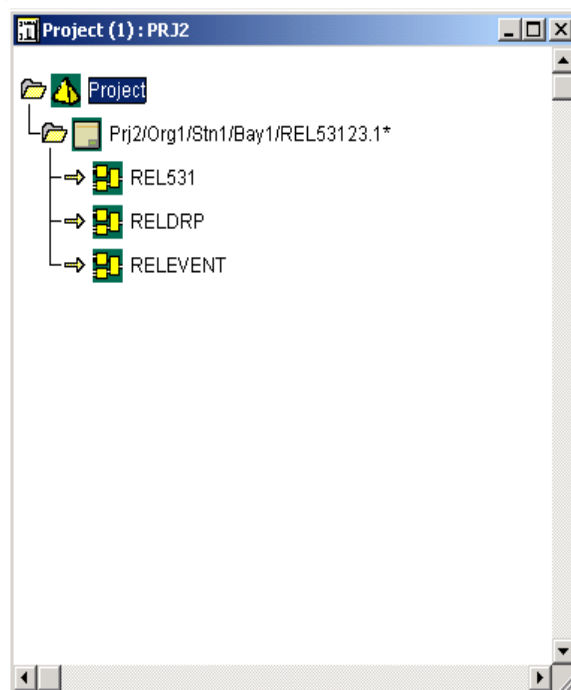 Project (1) : PRJ2
Project
Prj2/Org1/Stn1/Bay1/REL53123.1*
REL531
RELDRP
RELEVENT